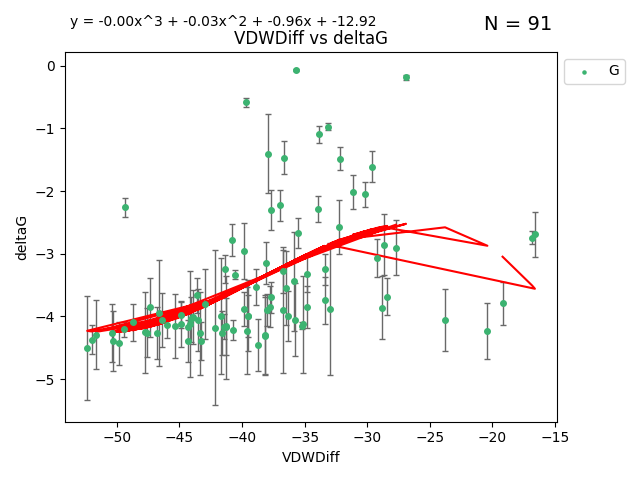 y = -0.00x^3 + -0.03x^2 + -0.96x + -12.92
N = 91
VDWDiff vs deltaG
G
0
−1
−2
−3
−4
−5
deltaG
−50 −45 −40 −35 −30 −25 −20 −15
VDWDiff